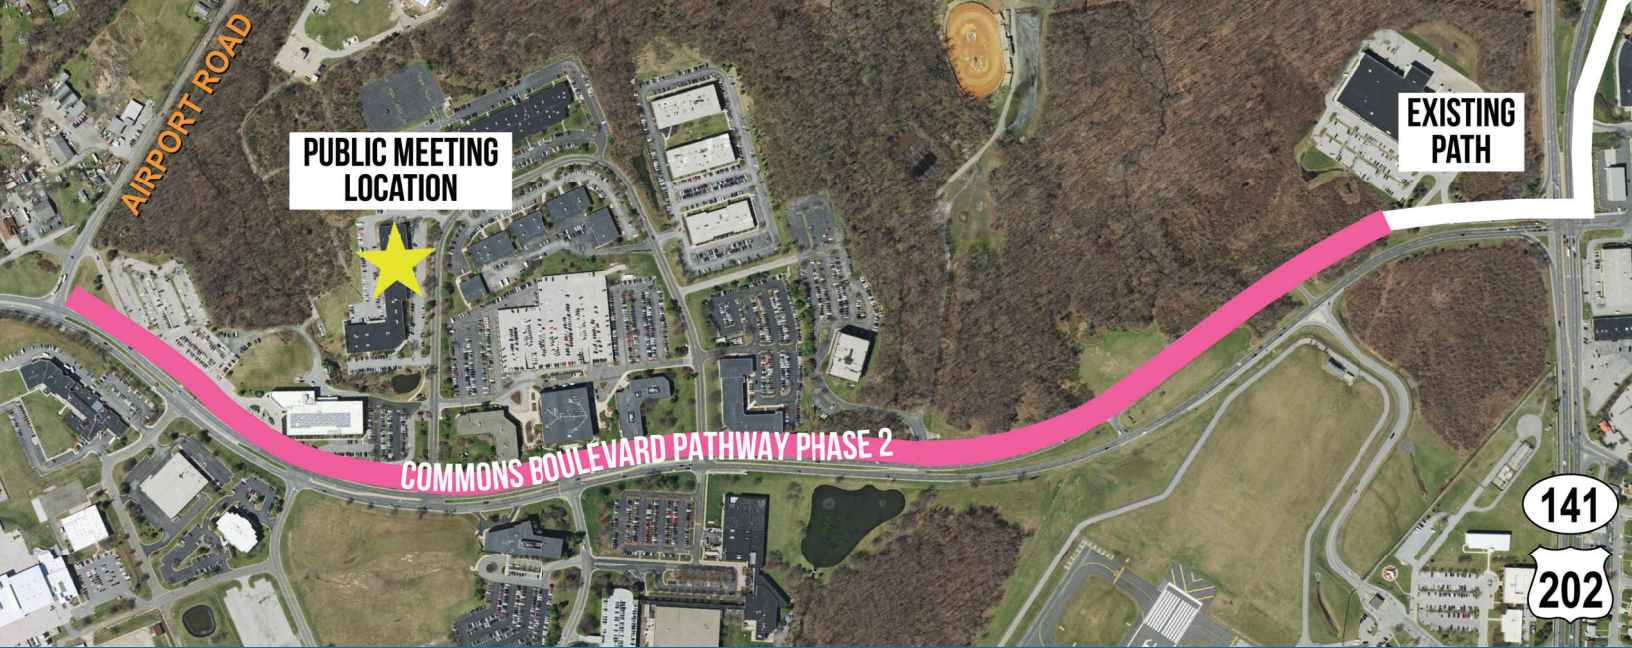 AIRPORT ROAD
PUBLIC MEETING
LOCATION
EXISTING
PATH
COMMONS BOULEVARD PATHWAY PHASE 2
141
202